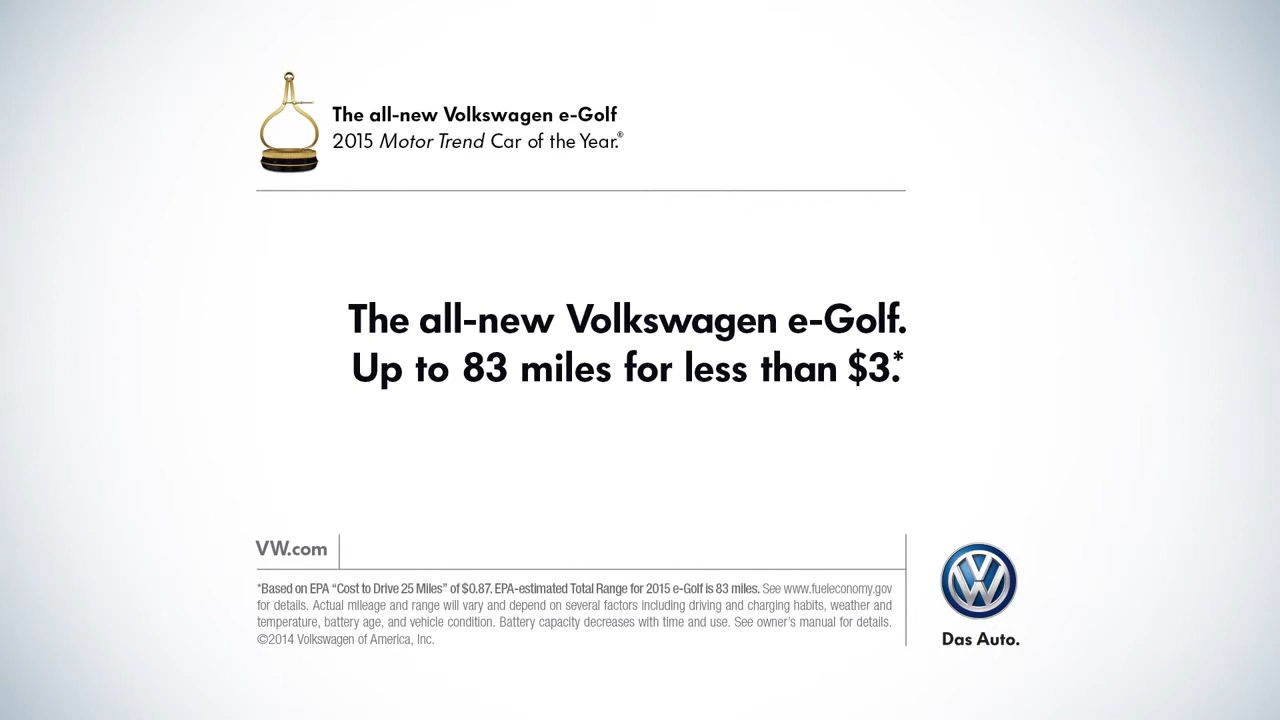 The all-new Volkswagen e-Golf
2015 Motor Trend Car of the Year.®
The all-new Volkswagen e-Golf.
Up to 83 miles for less than $3.*
VW.com
*Based on EPA “Cost to Drive 25 Miles” of $0.87. EPA-estimated Total Range for 2015 e-Golf is 83 miles. See www.fueleconomy.gov
for details. Actual mileage and range will vary and depend on several factors including driving and charging habits, weather and
temperature, battery age, and vehicle condition. Battery capacity decreases with time and use. See owner’s manual for details.
©2014 Volkswagen of America, Inc.
VW
Das Auto.